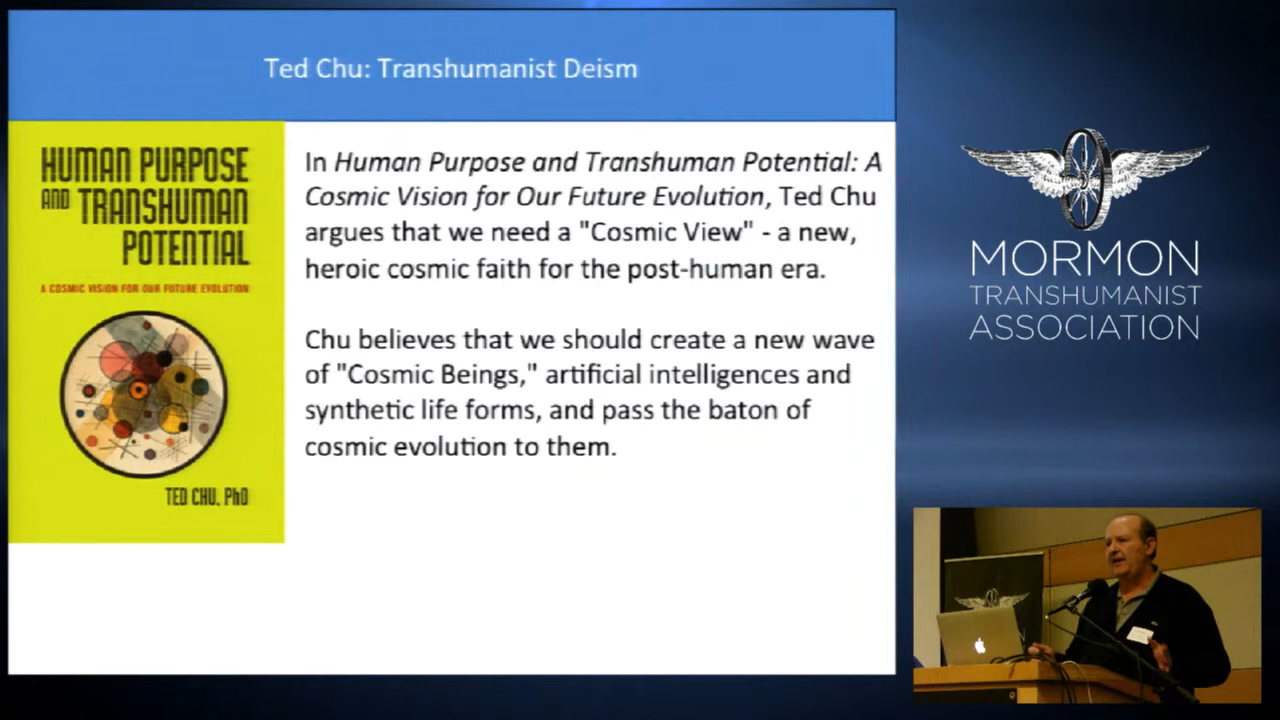 Ted Chu: Transhumanist Deism
HUMAN PURPOSE
AND TRANSHUMAN
POTENTIAL
A COSMIC VISION FOR OUR FUTURE EVOLUTION
TED CHU, PhD
In Human Purpose and Transhuman Potential: A
Cosmic Vision for Our Future Evolution, Ted Chu
argues that we need a "Cosmic View" - a new,
heroic cosmic faith for the post-human era.
Chu believes that we should create a new wave
of "Cosmic Beings," artificial intelligences and
synthetic life forms, and pass the baton of
cosmic evolution to them.
MORMON
TRANSHUMANIST
ASSOCIATION